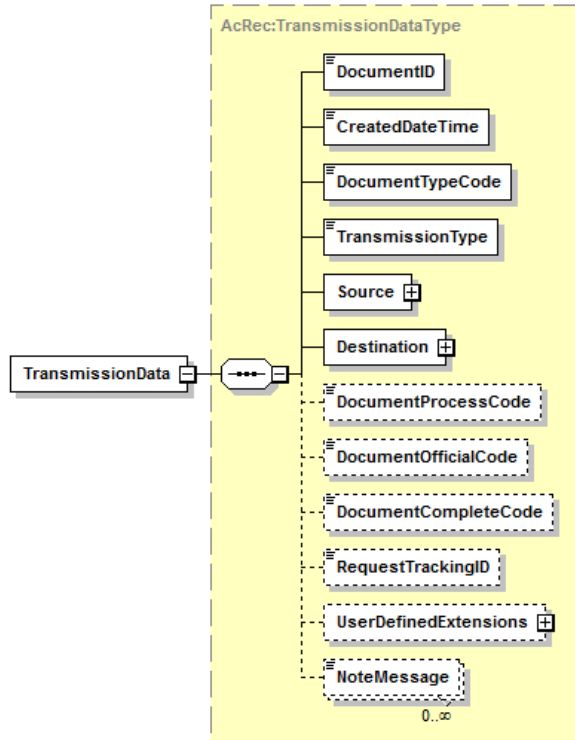 AcRec:TransmissionDataType
DocumentID
CreatedDateTime
DocumentTypeCode
TransmissionType
Source
Destination
TransmissionData
DocumentProcessCode
DocumentOfficialCode
DocumentCompleteCode
RequestTrackingID
UserDefinedExtensions
NoteMessage
0..∞